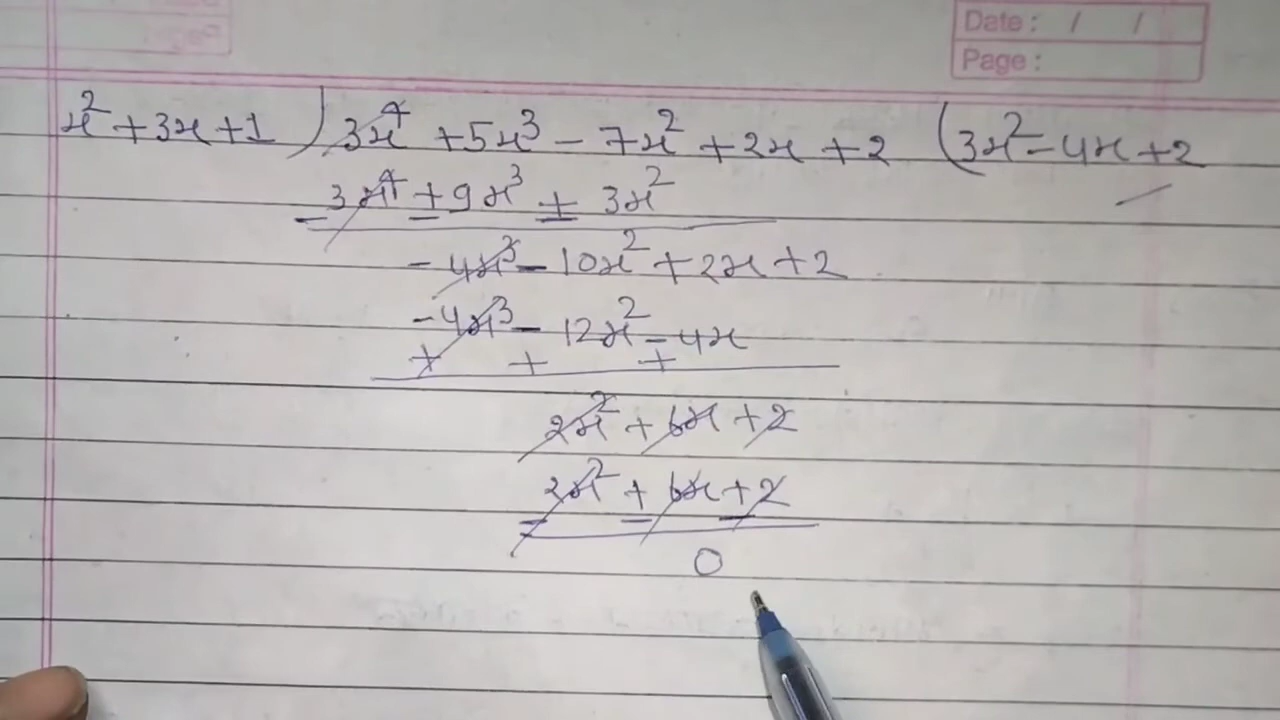 Date : / /
Page :
x² + 3x + 1 ) 3x⁴ + 5x³ - 7x² + 2x + 2 ( 3x² - 4x + 2
3x⁴ + 9x³ + 3x²
- - -
- 4x³ - 10x² + 2x + 2
- 4x³ - 12x² - 4x
+ + +
2x² + 6x + 2
2x² + 6x + 2
- - -
0